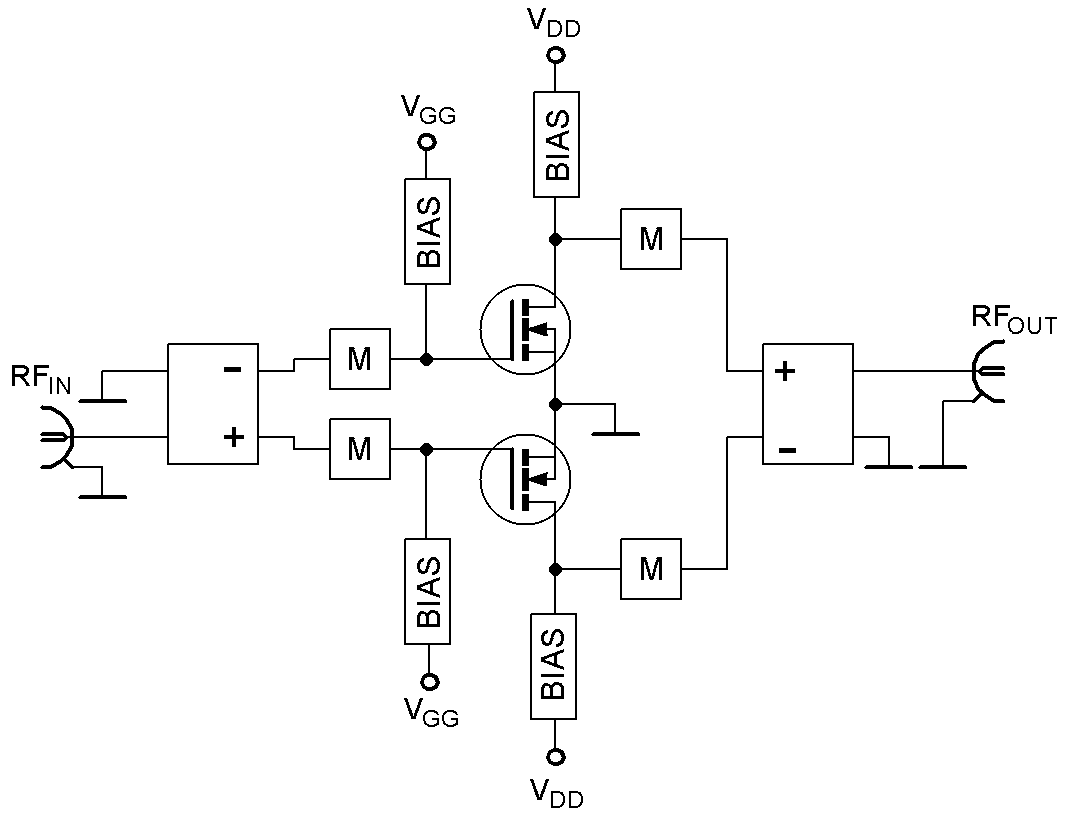 VDD
VGG
BIAS
BIAS
M
RFOUT
M
RFIN
-
+
+
-
M
M
BIAS
BIAS
VGG
VDD